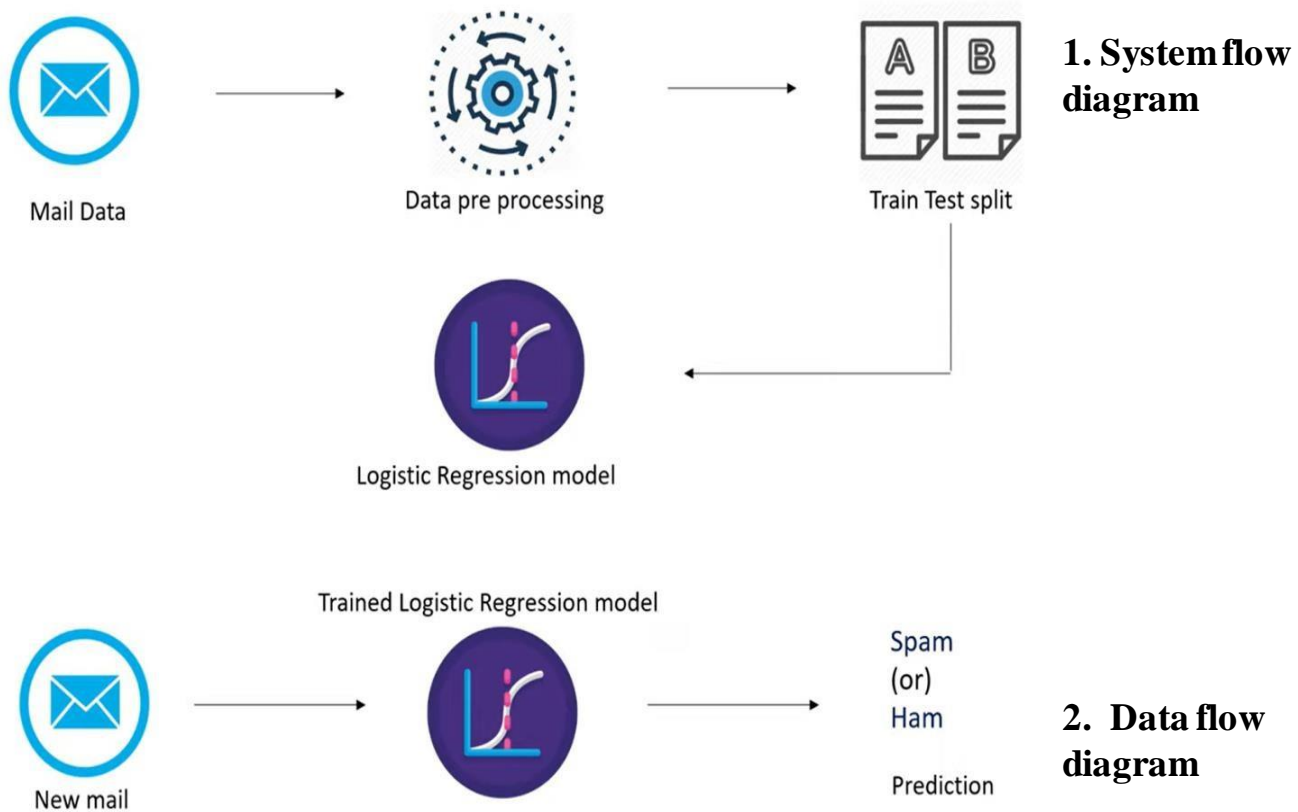 A
B
1. System flow
diagram
Mail Data
Data pre processing
Train Test split
Logistic Regression model
Trained Logistic Regression model
Spam
(or)
Ham
Prediction
New mail
2. Data flow
diagram